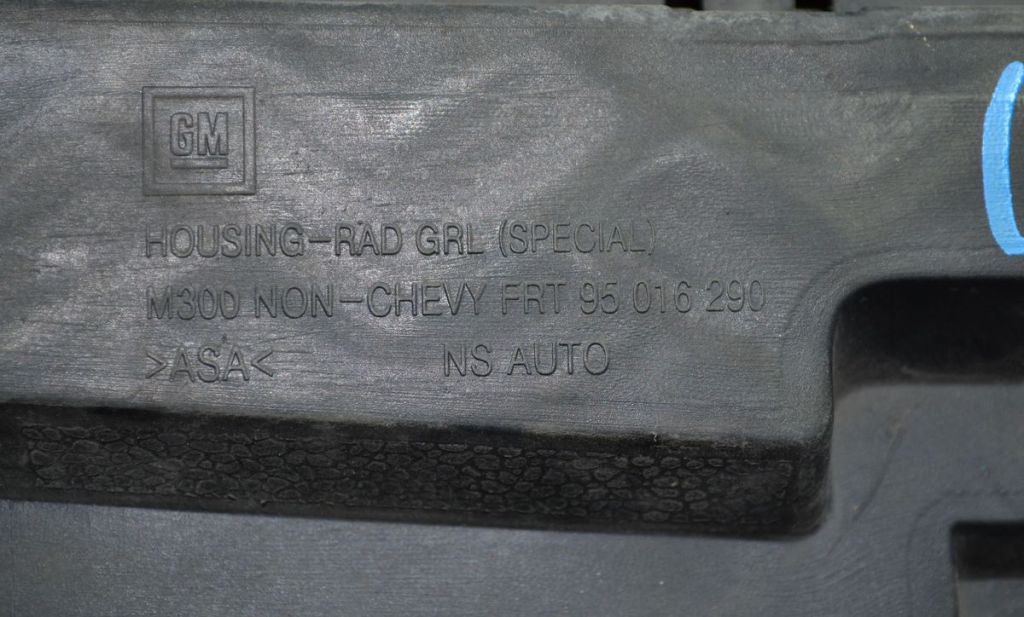 GM
HOUSING-RAD GRL (SPECIAL)
M300 NON-CHEVY FRT 95 016 290
>ASA< NS AUTO